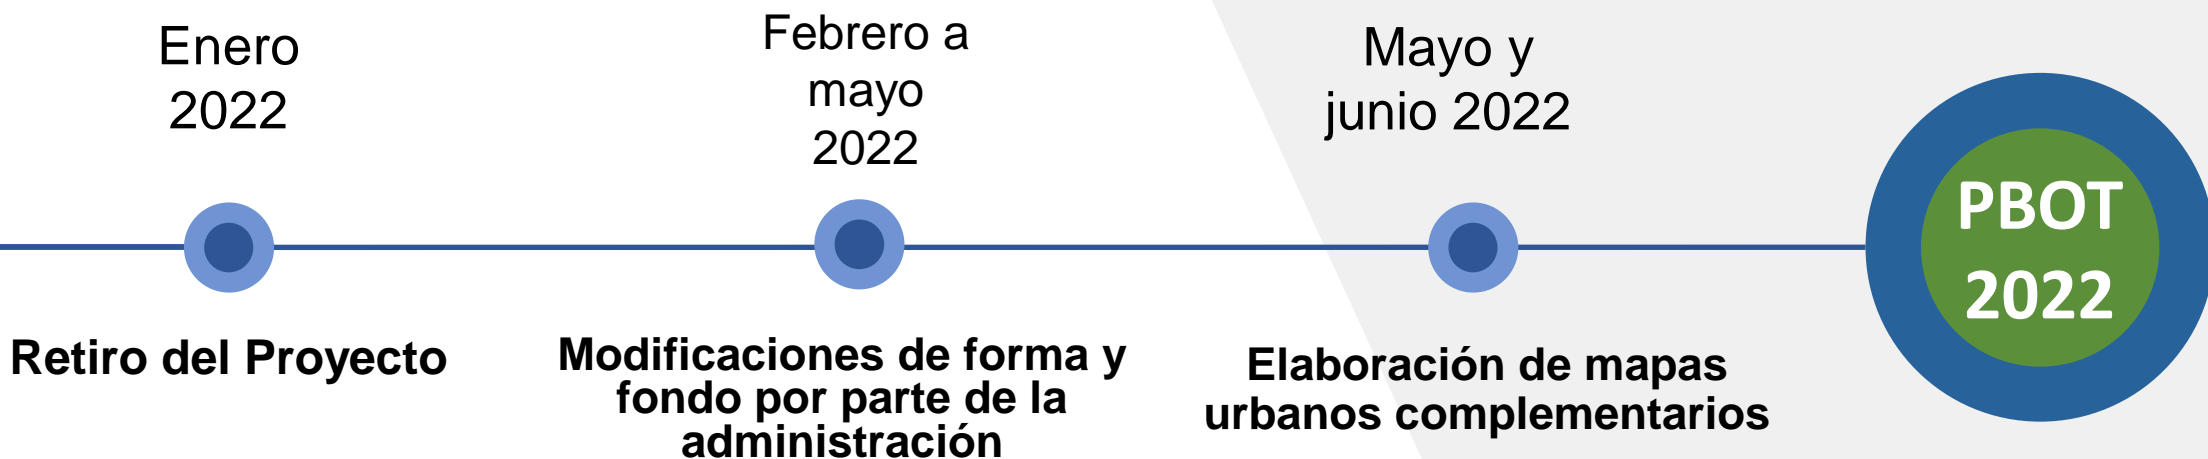 Enero
2022
Retiro del Proyecto
Febrero a
mayo
2022
Modificaciones de forma y
fondo por parte de la
administración
Mayo y
junio 2022
Elaboración de mapas
urbanos complementarios
PBOT
2022